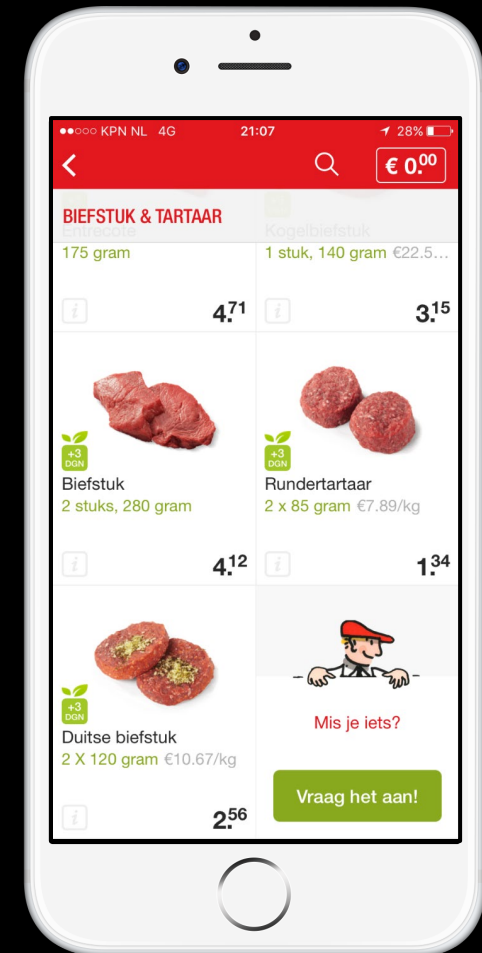 KPN NL 4G 21:07 28%
€ 0.00
BIEFSTUK & TARTAAR
Entrecote Kogelbiefstuk
175 gram 1 stuk, 140 gram €22.5...
i 4.71 i 3.15
+3 DGN
Biefstuk
2 stuks, 280 gram
i 4.12
+3 DGN
Rundertartaar
2 x 85 gram €7.89/kg
i 1.34
+3 DGN
Duitse biefstuk
2 X 120 gram €10.67/kg
i 2.56
Mis je iets?
Vraag het aan!